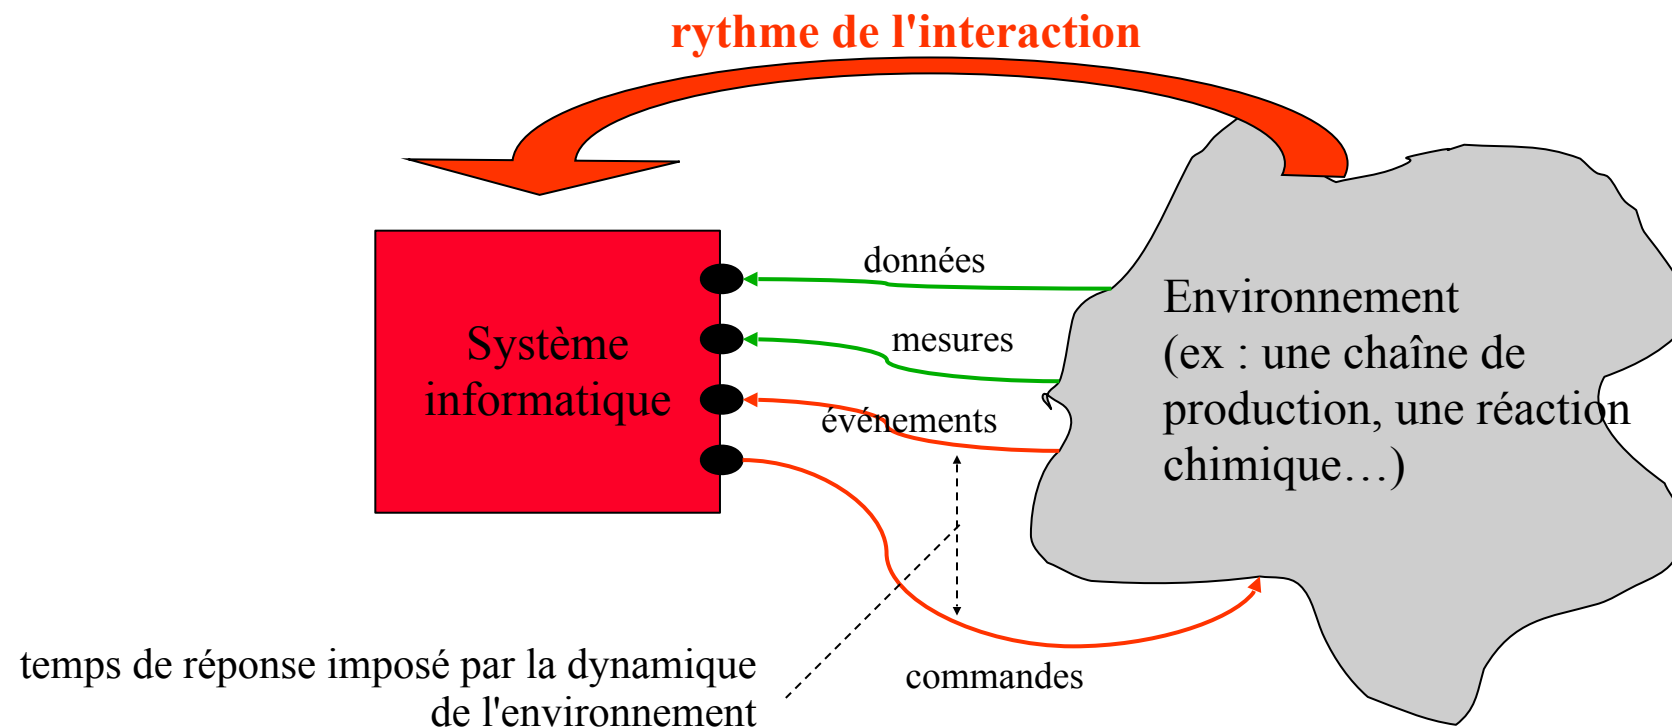 rythme de l'interaction
données
mesures
événements
commandes
Système
informatique
Environnement
(ex : une chaîne de
production, une réaction
chimique…)
temps de réponse imposé par la dynamique
de l'environnement